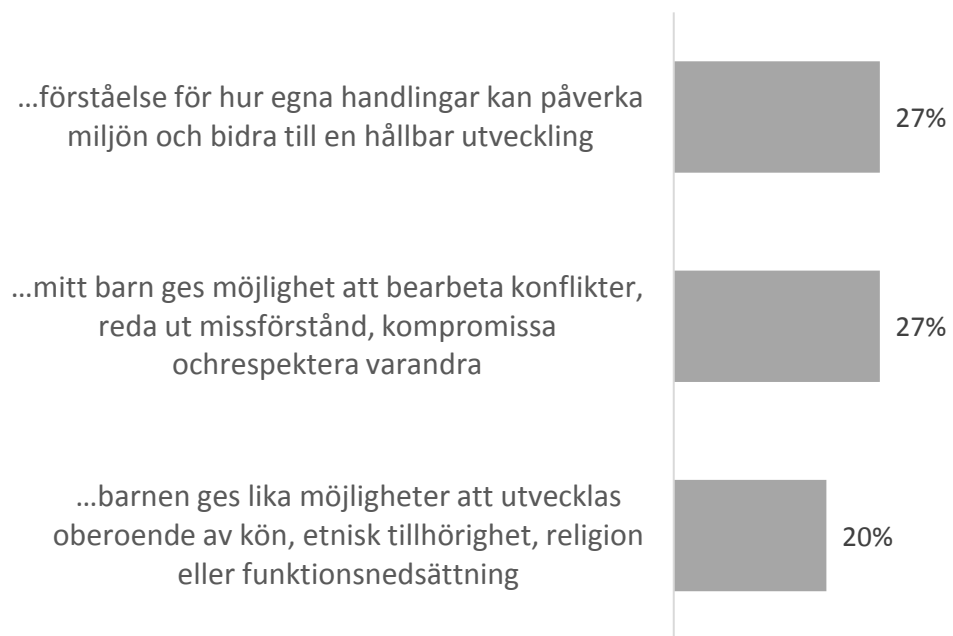 ...förståelse för hur egna handlingar kan påverka
miljön och bidra till en hållbar utveckling
27%
...mitt barn ges möjlighet att bearbeta konflikter,
reda ut missförstånd, kompromissa
ochrespektera varandra
27%
...barnen ges lika möjligheter att utvecklas
oberoende av kön, etnisk tillhörighet, religion
eller funktionsnedsättning
20%